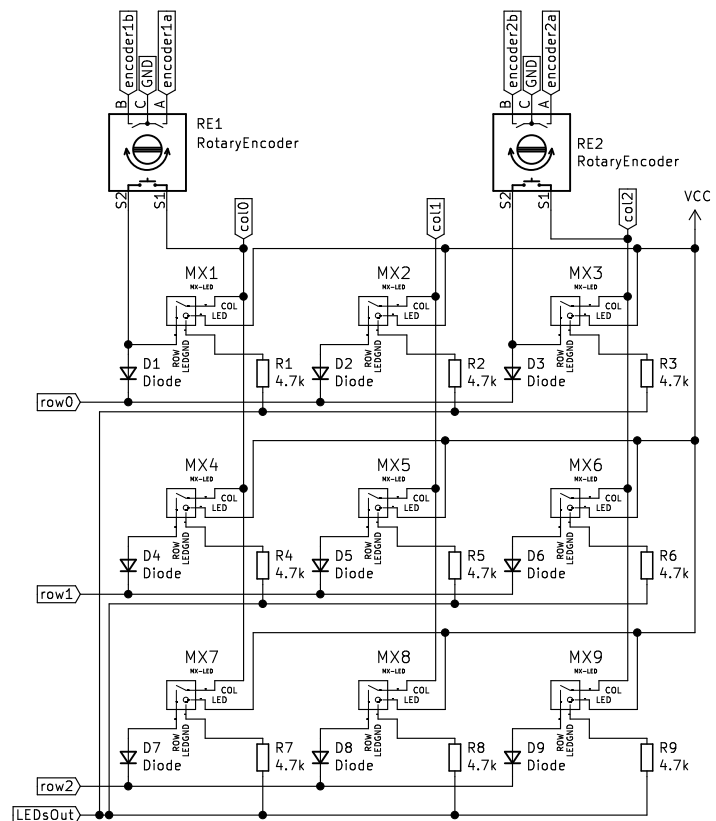 encoder1b
GND
encoder1a
encoder2b
GND
encoder2a
B
C
A
B
C
A
RE1
RotaryEncoder
RE2
RotaryEncoder
S2
S1
col0
col1
S2
S1
col2
VCC
MX1
MX-LED
COL
LED
ROW
LEDGND
MX2
MX-LED
COL
LED
ROW
LEDGND
MX3
MX-LED
COL
LED
ROW
LEDGND
D1
Diode
R1
4.7k
D2
Diode
R2
4.7k
D3
Diode
R3
4.7k
row0
MX4
MX-LED
COL
LED
ROW
LEDGND
MX5
MX-LED
COL
LED
ROW
LEDGND
MX6
MX-LED
COL
LED
ROW
LEDGND
D4
Diode
R4
4.7k
D5
Diode
R5
4.7k
D6
Diode
R6
4.7k
row1
MX7
MX-LED
COL
LED
ROW
LEDGND
MX8
MX-LED
COL
LED
ROW
LEDGND
MX9
MX-LED
COL
LED
ROW
LEDGND
D7
Diode
R7
4.7k
D8
Diode
R8
4.7k
D9
Diode
R9
4.7k
row2
LEDsOut